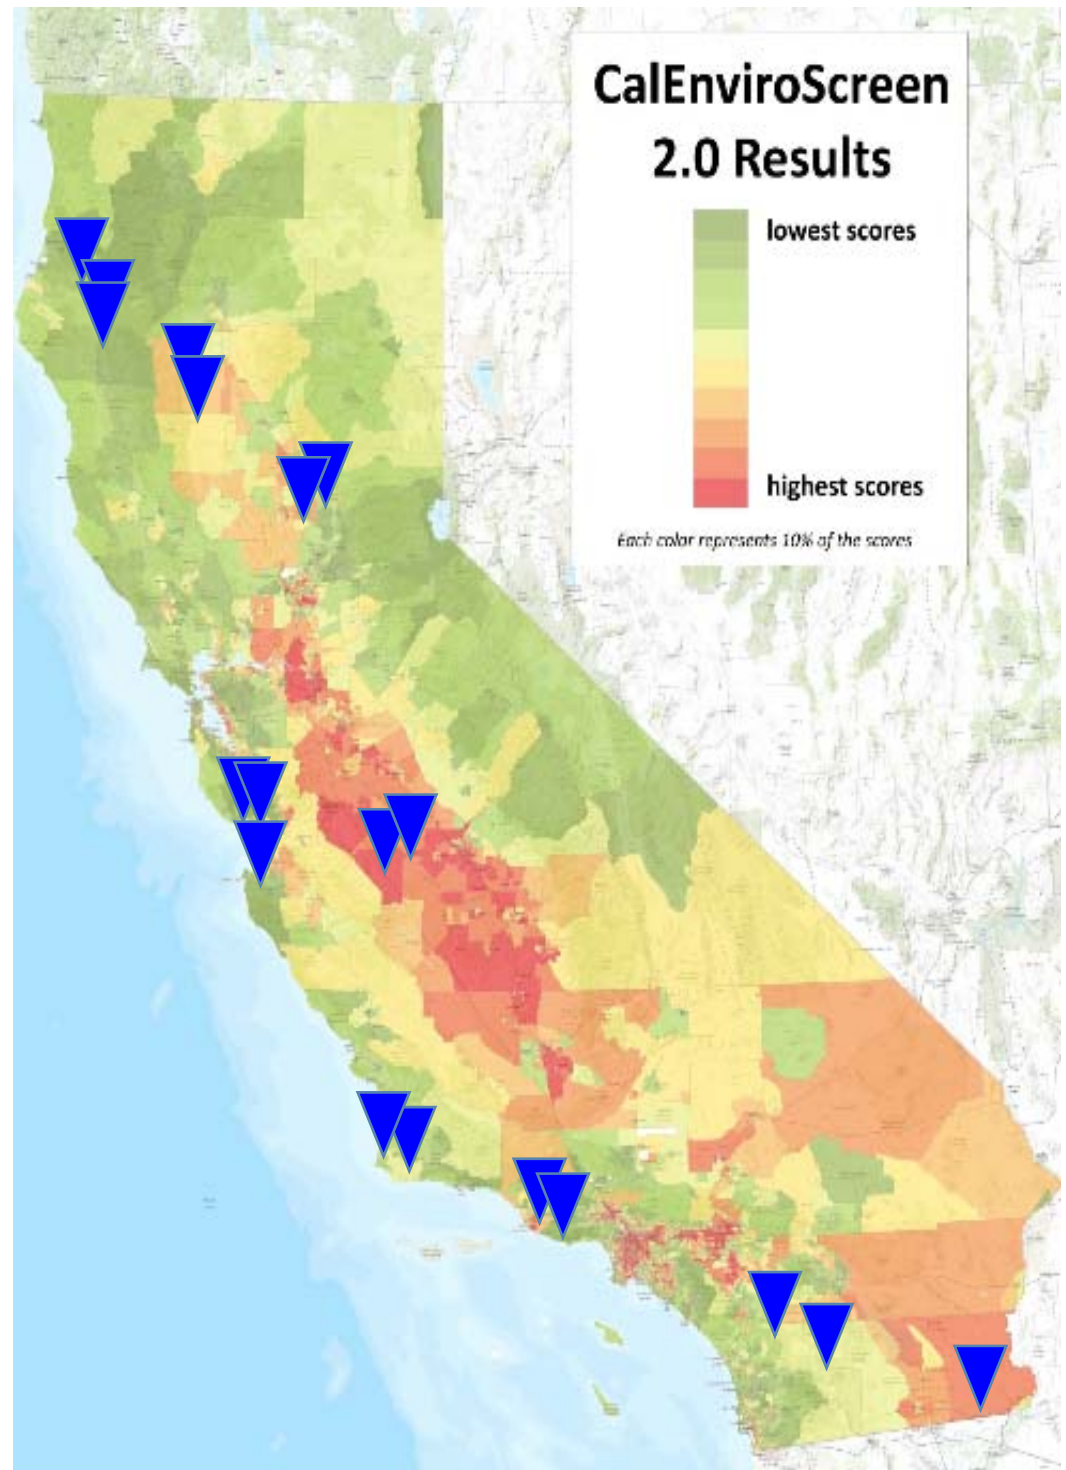 CalEnviroScreen
2.0 Results
lowest scores
highest scores
Each color represents 10% of the scores